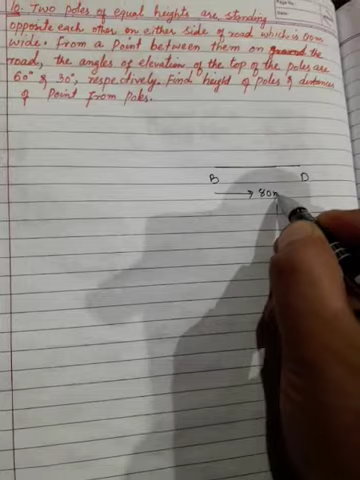 Q. Two poles of equal heights are standing
opposite each other on either side of road which is 80m
wide. From a point between them on the
road, the angles of elevation of the top of the poles are
60° & 30°, respectively. Find height of poles & distances
of point from poles.
B D
→ 80m